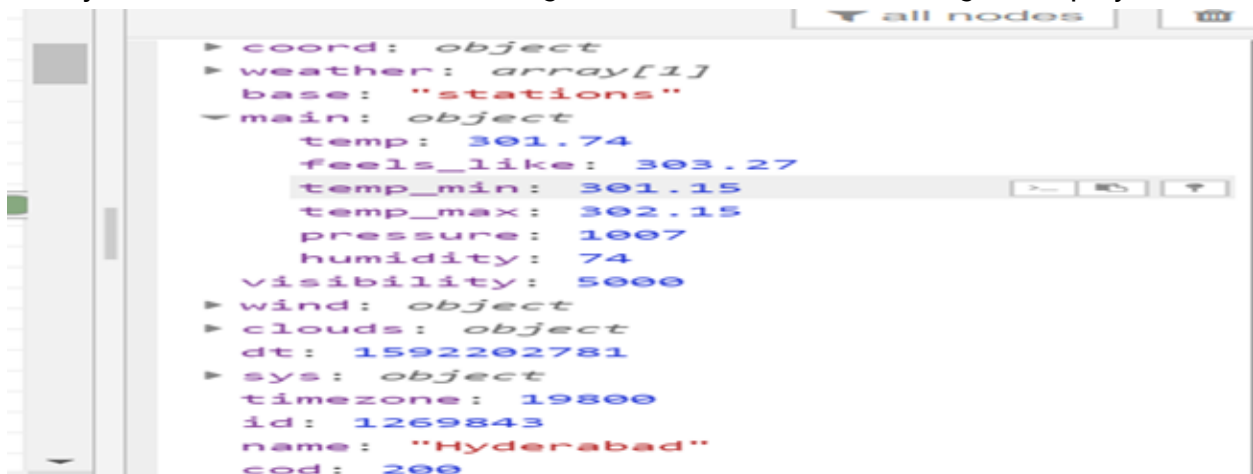 all nodes
coord: object
weather: array[1]
base: "stations"
main: object
temp: 301.74
feels_like: 303.27
temp_min: 301.15
temp_max: 302.15
pressure: 1007
humidity: 74
visibility: 5000
wind: object
clouds: object
dt: 1592202781
sys: object
timezone: 19800
id: 1269843
name: "Hyderabad"
cod: 200